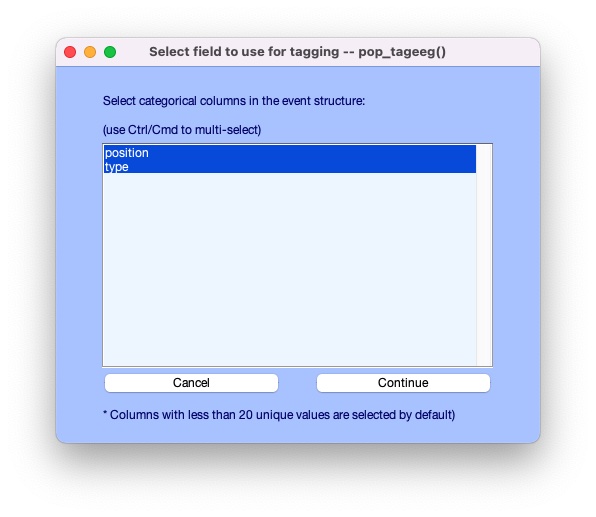 Select field to use for tagging -- pop_tageeg()
Select categorical columns in the event structure:
(use Ctrl/Cmd to multi-select)
position
type
Cancel
Continue
* Columns with less than 20 unique values are selected by default)